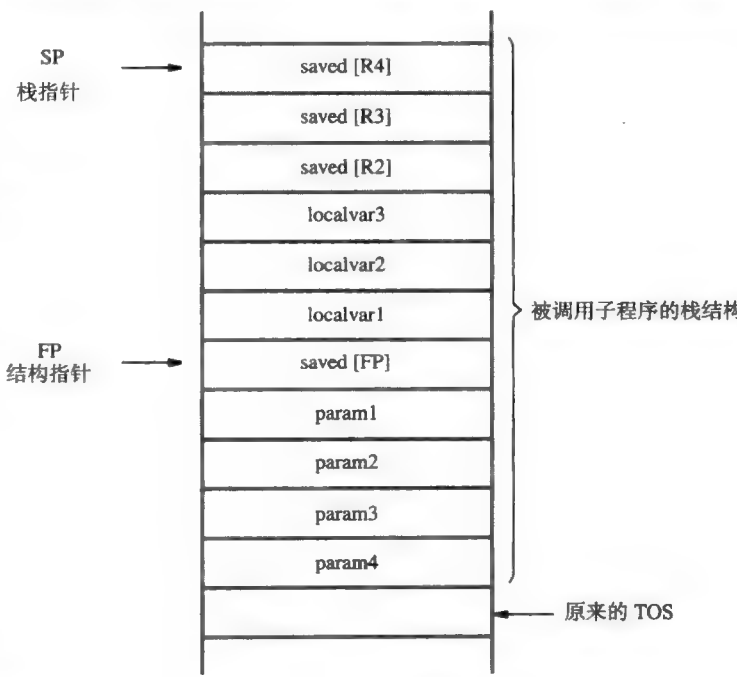 SP
栈指针
saved [R4]
saved [R3]
saved [R2]
localvar3
localvar2
localvar1
被调用子程序的栈结构
FP
结构指针
saved [FP]
param1
param2
param3
param4
原来的 TOS